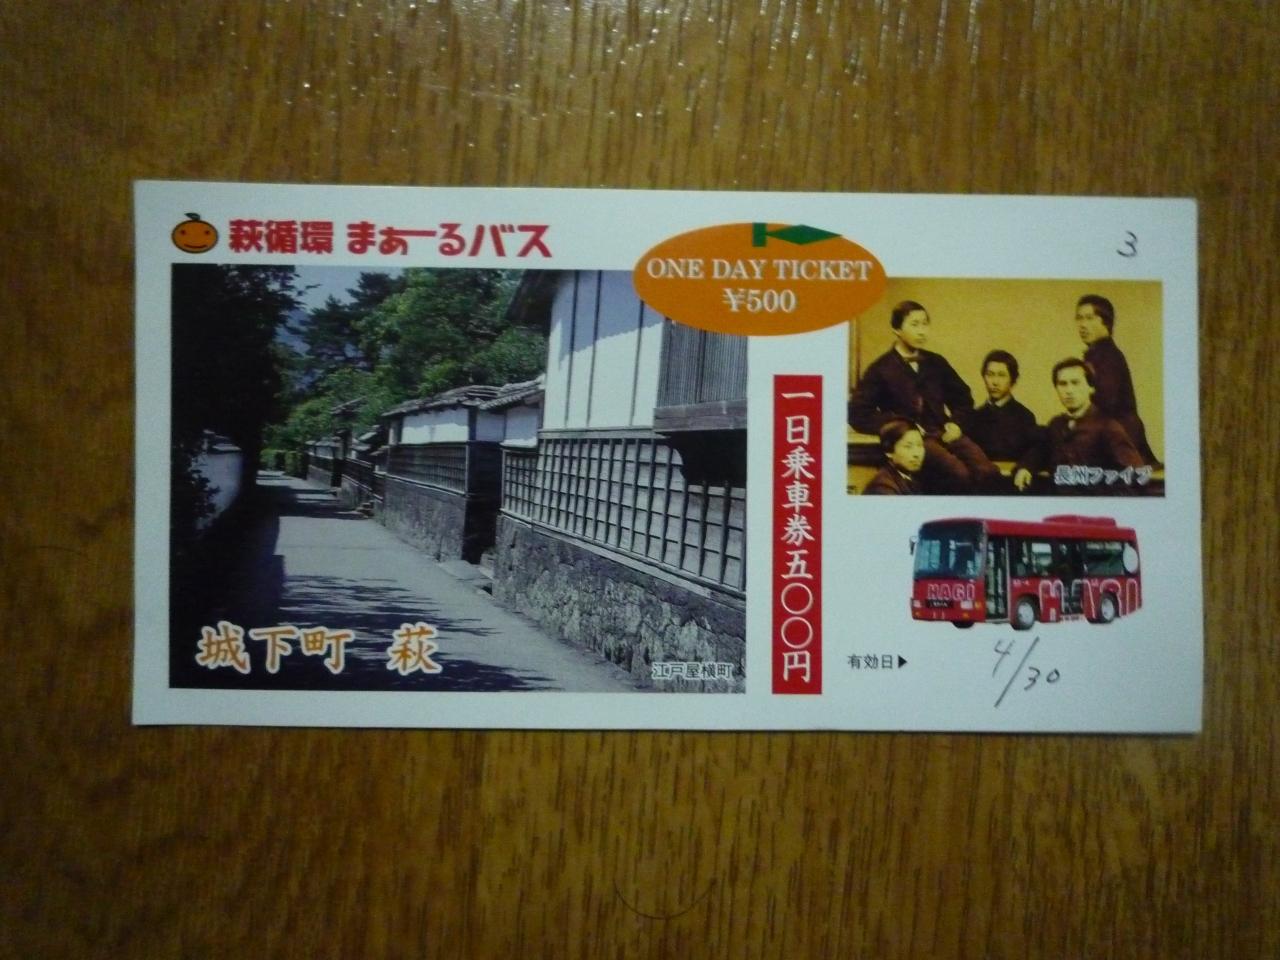 萩循環 まぁーるバス
ONE DAY TICKET
¥500
3
一日乗車券五〇〇円
長州ファイブ
HAGI
城下町 萩
江戸屋横町
有効日▶
4/30